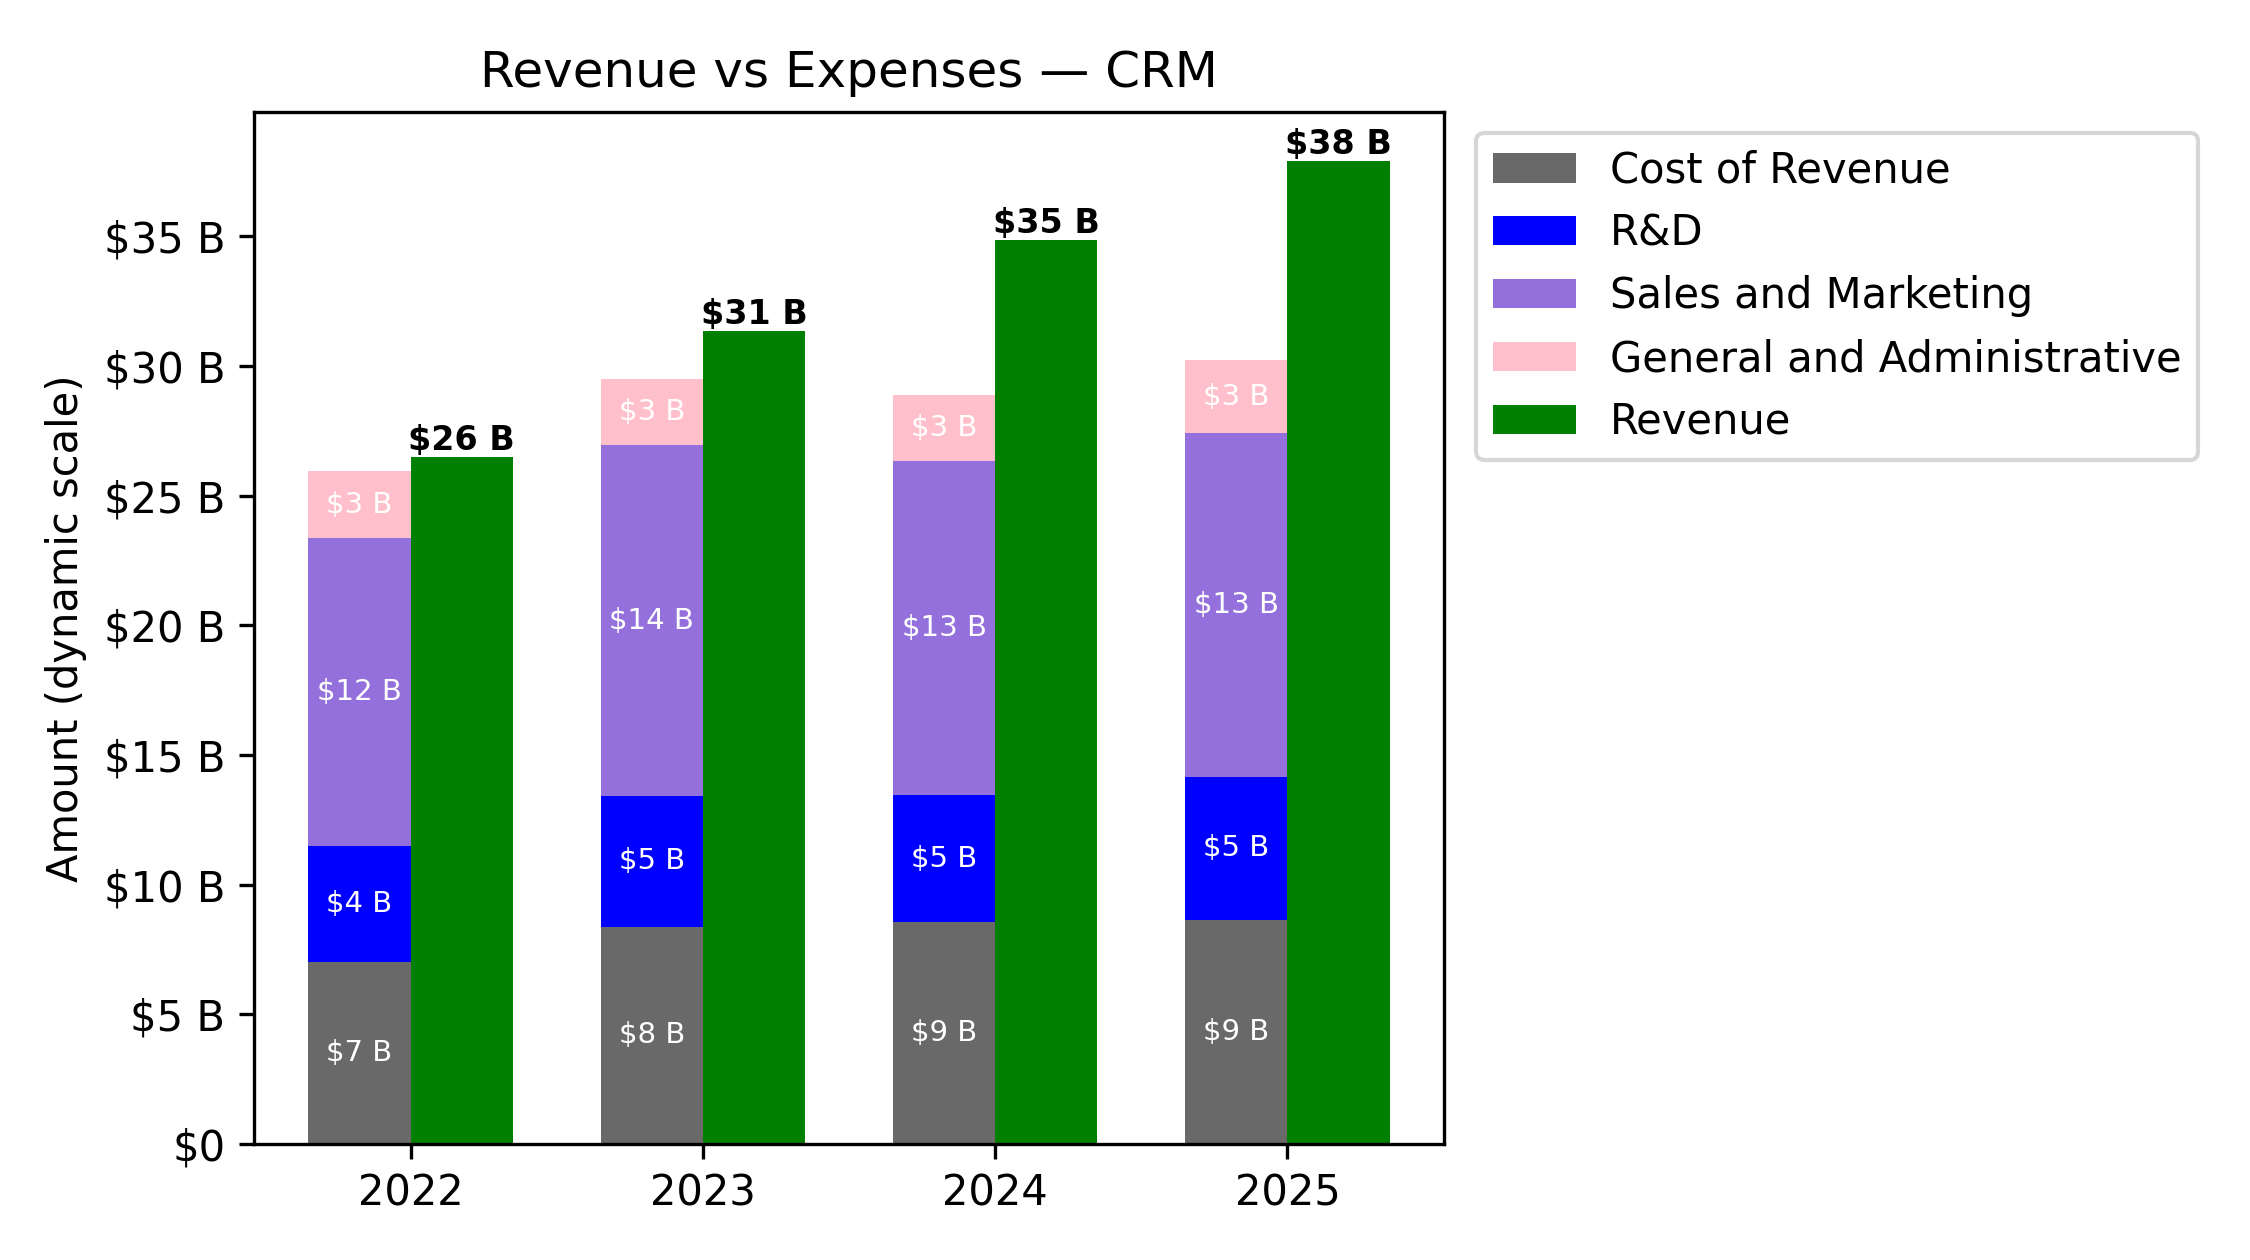 Revenue vs Expenses — CRM
Amount (dynamic scale)
$35 B
$30 B
$25 B
$20 B
$15 B
$10 B
$5 B
$0
$26 B
$3 B
$12 B
$4 B
$7 B
$31 B
$3 B
$14 B
$5 B
$8 B
$35 B
$3 B
$13 B
$5 B
$9 B
$38 B
$3 B
$13 B
$5 B
$9 B
2022
2023
2024
2025
Cost of Revenue
R&D
Sales and Marketing
General and Administrative
Revenue